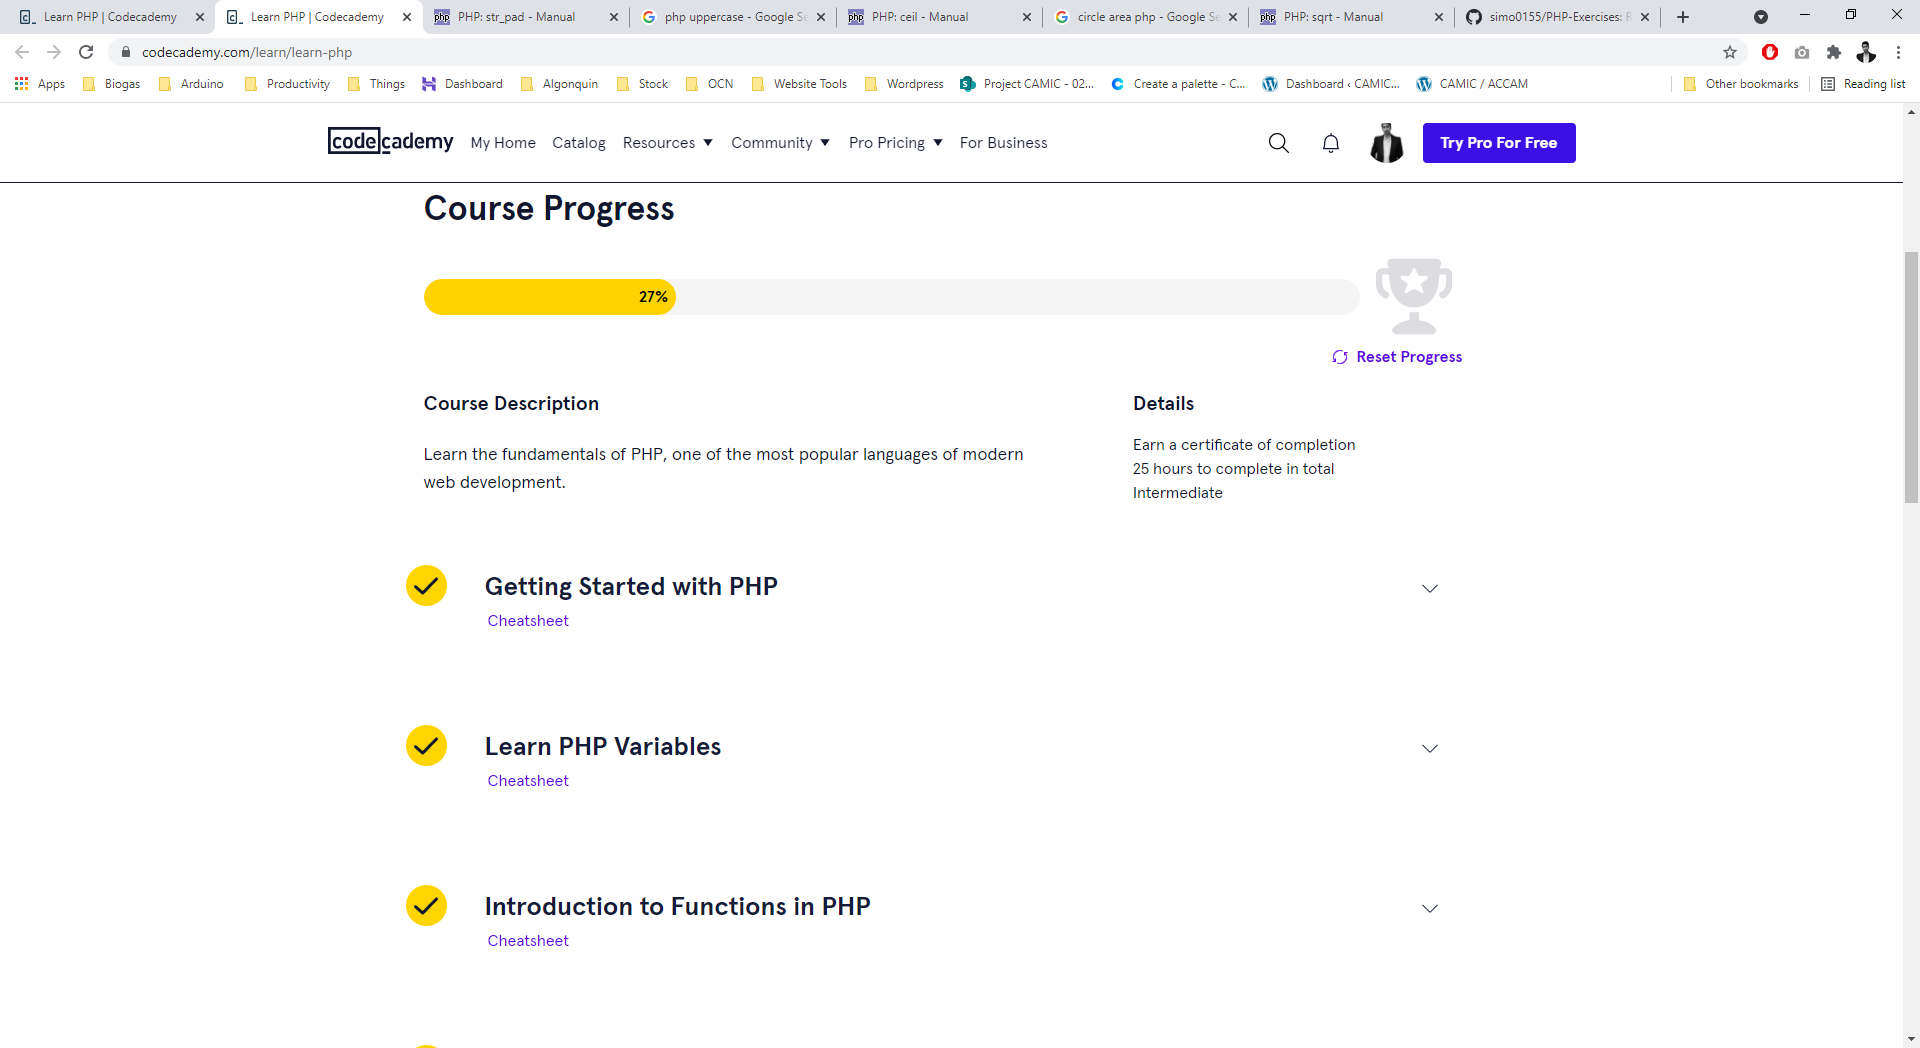 Learn PHP | Codecademy
Learn PHP | Codecademy
php PHP: str_pad - Manual
php uppercase - Google Se
php PHP: ceil - Manual
circle area php - Google Se
php PHP: sqrt - Manual
simo0155/PHP-Exercises: R
codecademy.com/learn/learn-php
Apps Biogas Arduino Productivity Things Dashboard Algonquin Stock OCN Website Tools Wordpress Project CAMIC - 02... Create a palette - C... Dashboard ‹ CAMIC... CAMIC / ACCAM Other bookmarks Reading list
codecademy My Home Catalog Resources Community Pro Pricing For Business Try Pro For Free
Course Progress
27%
Reset Progress
Course Description
Learn the fundamentals of PHP, one of the most popular languages of modern
web development.
Details
Earn a certificate of completion
25 hours to complete in total
Intermediate
Getting Started with PHP
Cheatsheet
Learn PHP Variables
Cheatsheet
Introduction to Functions in PHP
Cheatsheet